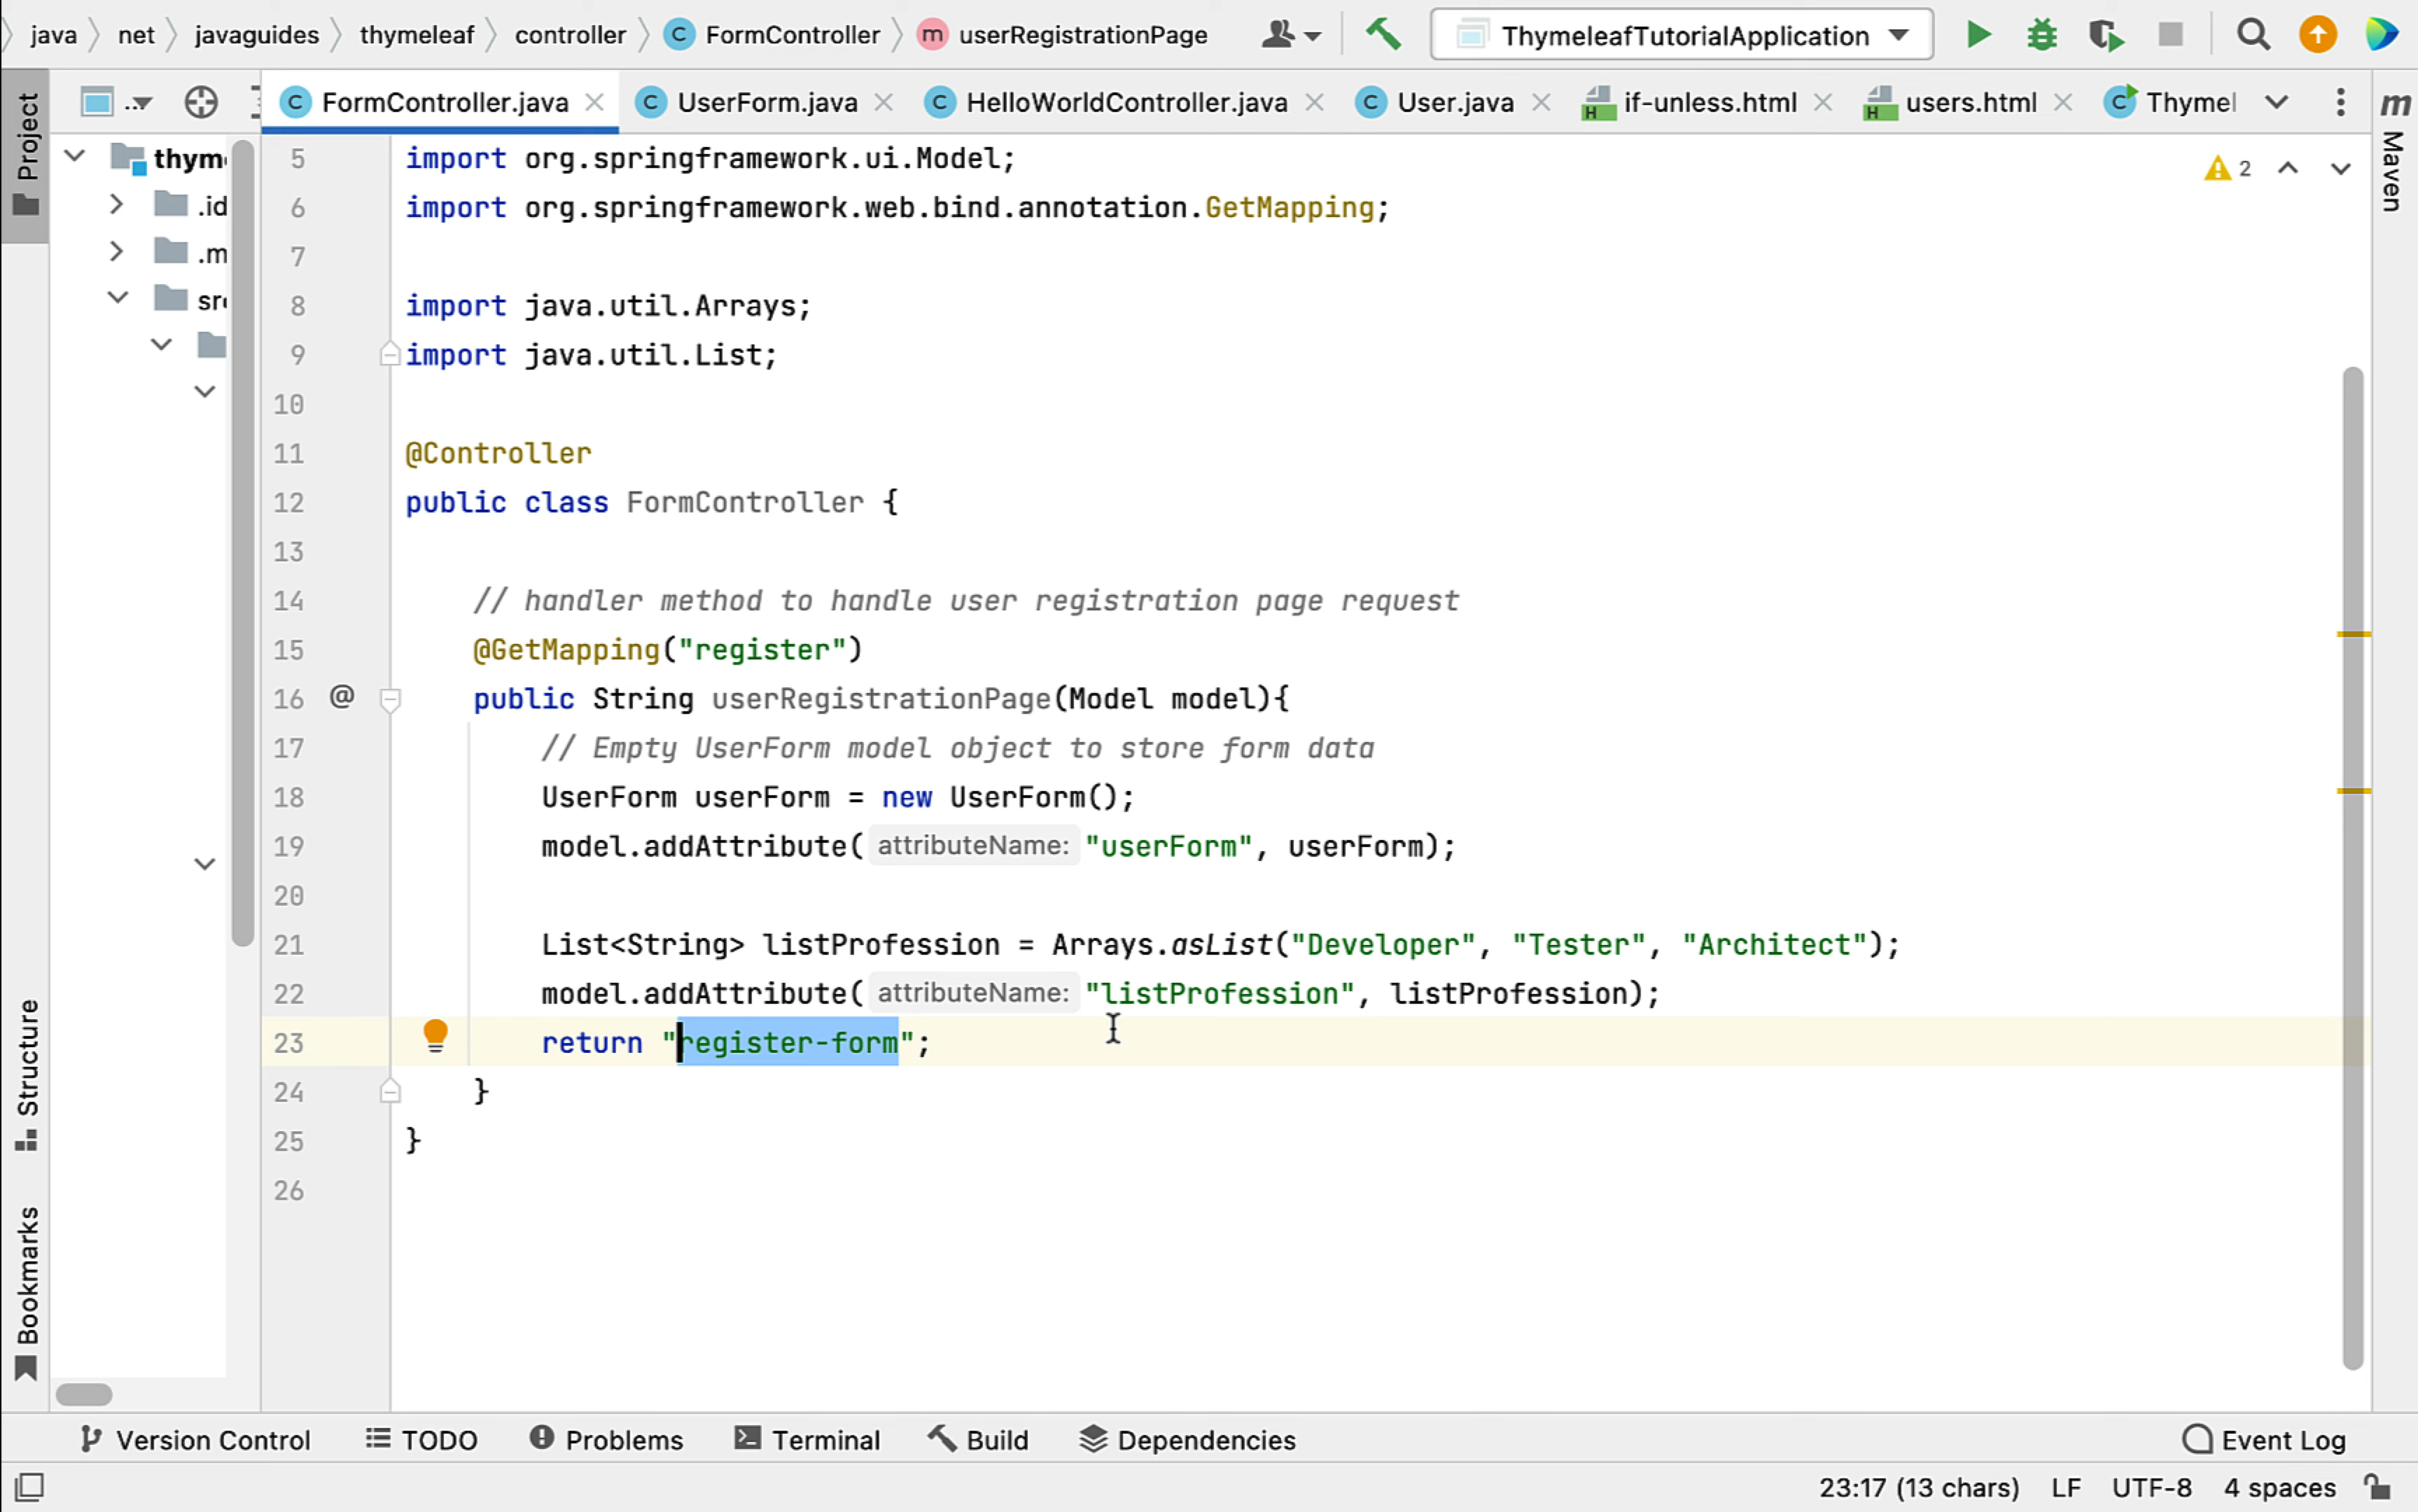 java net javaguides thymeleaf controller C FormController m userRegistrationPage ThymeleafTutorialApplication
Project
FormController.java UserForm.java HelloWorldController.java User.java if-unless.html users.html Thymel
Maven
thym
.id
.m
src
2
5 import org.springframework.ui.Model;
6 import org.springframework.web.bind.annotation.GetMapping;
7
8 import java.util.Arrays;
9 import java.util.List;
10
11 @Controller
12 public class FormController {
13
14 // handler method to handle user registration page request
15 @GetMapping("register")
16 @ public String userRegistrationPage(Model model){
17 // Empty UserForm model object to store form data
18 UserForm userForm = new UserForm();
19 model.addAttribute( attributeName: "userForm", userForm);
20
21 List<String> listProfession = Arrays.asList("Developer", "Tester", "Architect");
22 model.addAttribute( attributeName: "listProfession", listProfession);
23 return "register-form";
24 }
25 }
26
Structure
Bookmarks
Version Control TODO Problems Terminal Build Dependencies Event Log
23:17 (13 chars) LF UTF-8 4 spaces